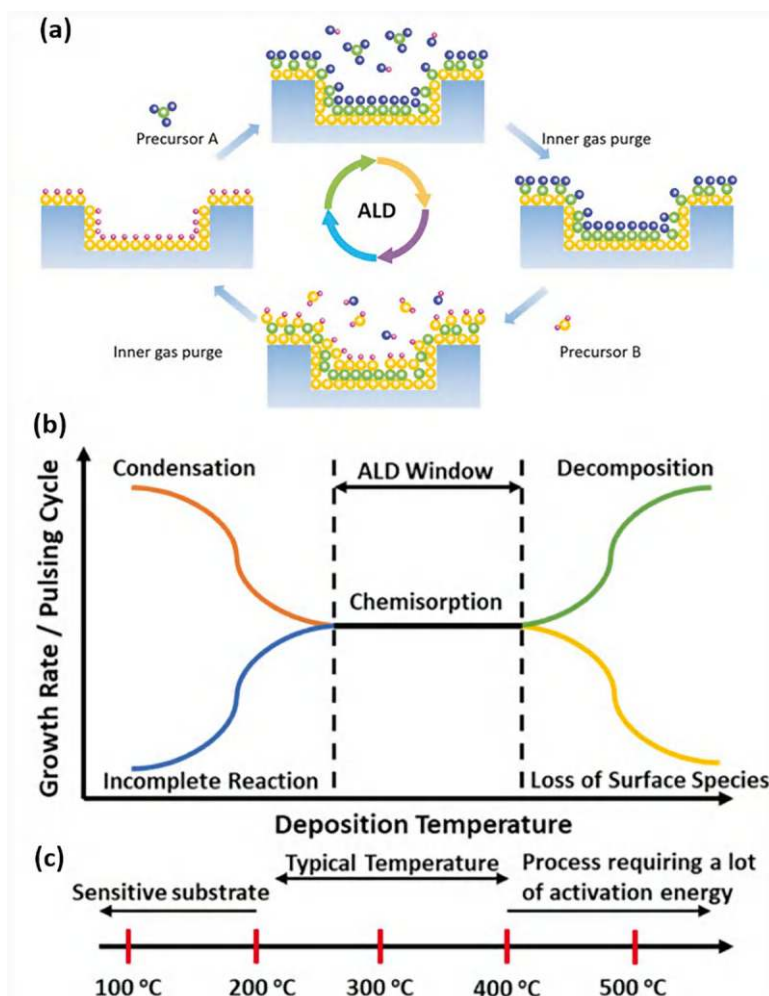 (a)
Precursor A
Inner gas purge
ALD
Inner gas purge
Precursor B
(b)
Growth Rate / Pulsing Cycle
Condensation
ALD Window
Decomposition
Chemisorption
Incomplete Reaction
Loss of Surface Species
Deposition Temperature
(c)
Sensitive substrate
Typical Temperature
Process requiring a lot
of activation energy
100 °C
200 °C
300 °C
400 °C
500 °C